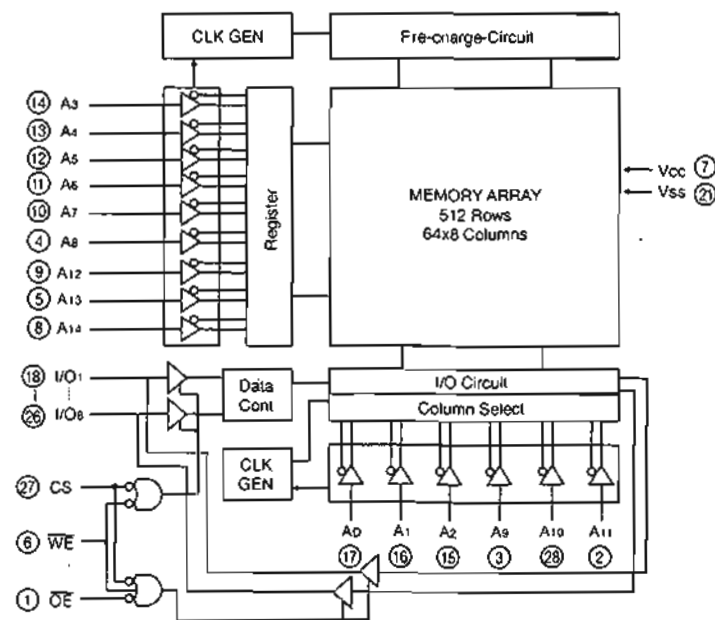 CLK GEN
Pre-charge-Circuit
14 A3
13 A4
12 A5
11 A6
10 A7
4 A8
9 A12
5 A13
8 A14
Register
MEMORY ARRAY
512 Rows
64x8 Columns
Vcc 7
Vss 21
18 I/O1
26 I/O8
Data
Cont
I/O Circuit
Column Select
CLK
GEN
27 CS
6 WE
1 OE
A0 A1 A2 A9 A10 A11
17 16 15 3 28 2